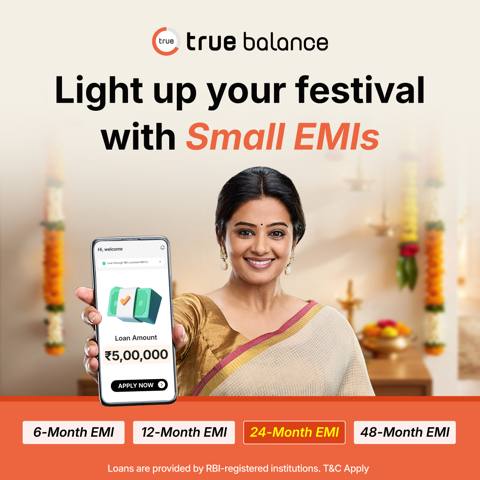 true
true balance
Light up your festival
with Small EMIs
Hi, welcome
Loan Amount
₹5,00,000
APPLY NOW
6-Month EMI
12-Month EMI
24-Month EMI
48-Month EMI
Loans are provided by RBI-registered institutions. T&C Apply